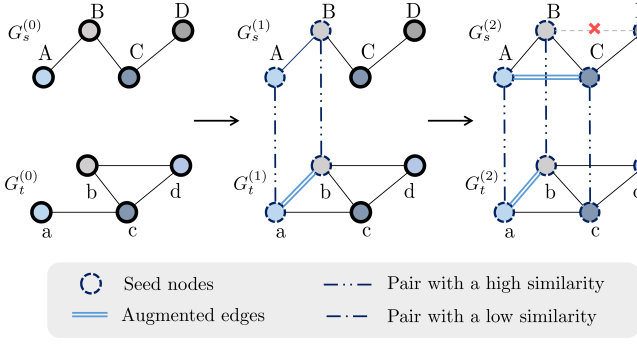 G_s^(0) B D
A C
G_s^(1) B D
A C
G_s^(2) B
A C
G_t^(0) b d
a c
G_t^(1) b d
a c
G_t^(2) b
a c
Seed nodes
Pair with a high similarity
Augmented edges
Pair with a low similarity